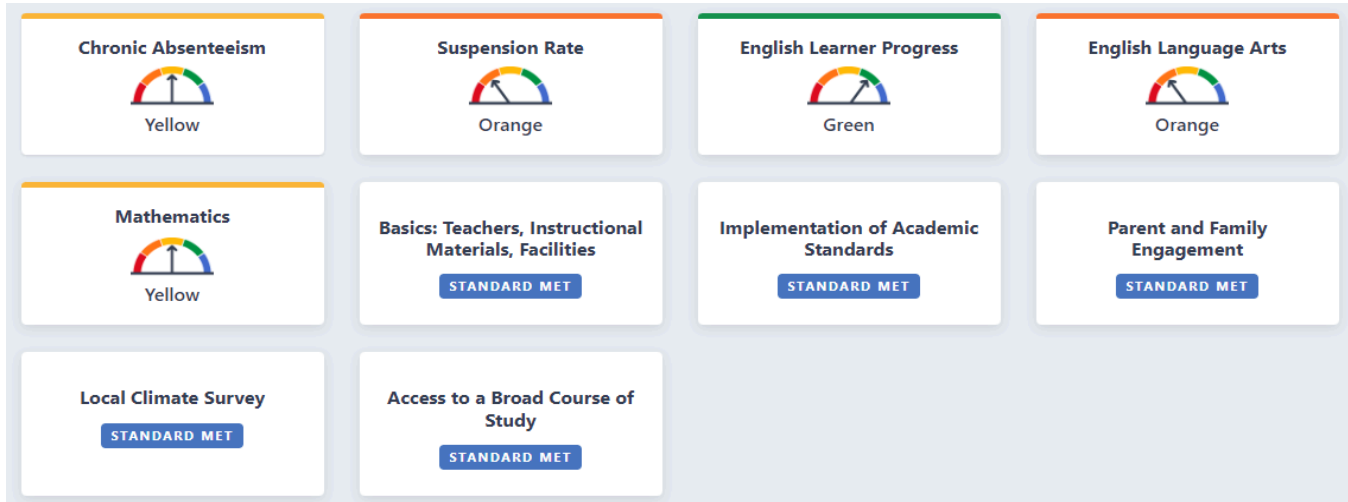 Chronic Absenteeism
Yellow
Suspension Rate
Orange
English Learner Progress
Green
English Language Arts
Orange
Mathematics
Yellow
Basics: Teachers, Instructional
Materials, Facilities
STANDARD MET
Implementation of Academic
Standards
STANDARD MET
Parent and Family
Engagement
STANDARD MET
Local Climate Survey
STANDARD MET
Access to a Broad Course of
Study
STANDARD MET